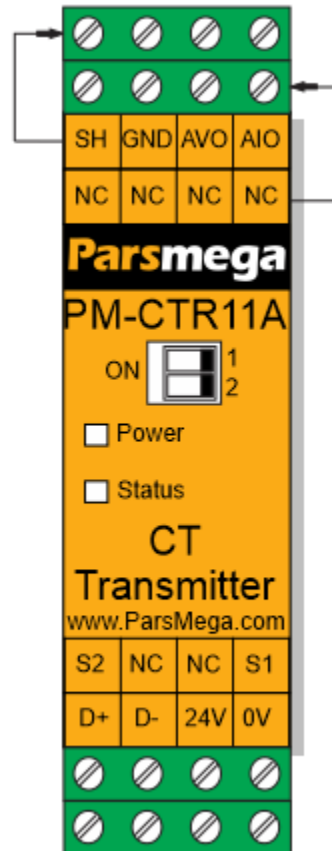 SH GND AVO AIO
NC NC NC NC
Parsmega
PM-CTR11A
ON 1
2
Power
Status
CT
Transmitter
www.ParsMega.com
S2 NC NC S1
D+ D- 24V 0V